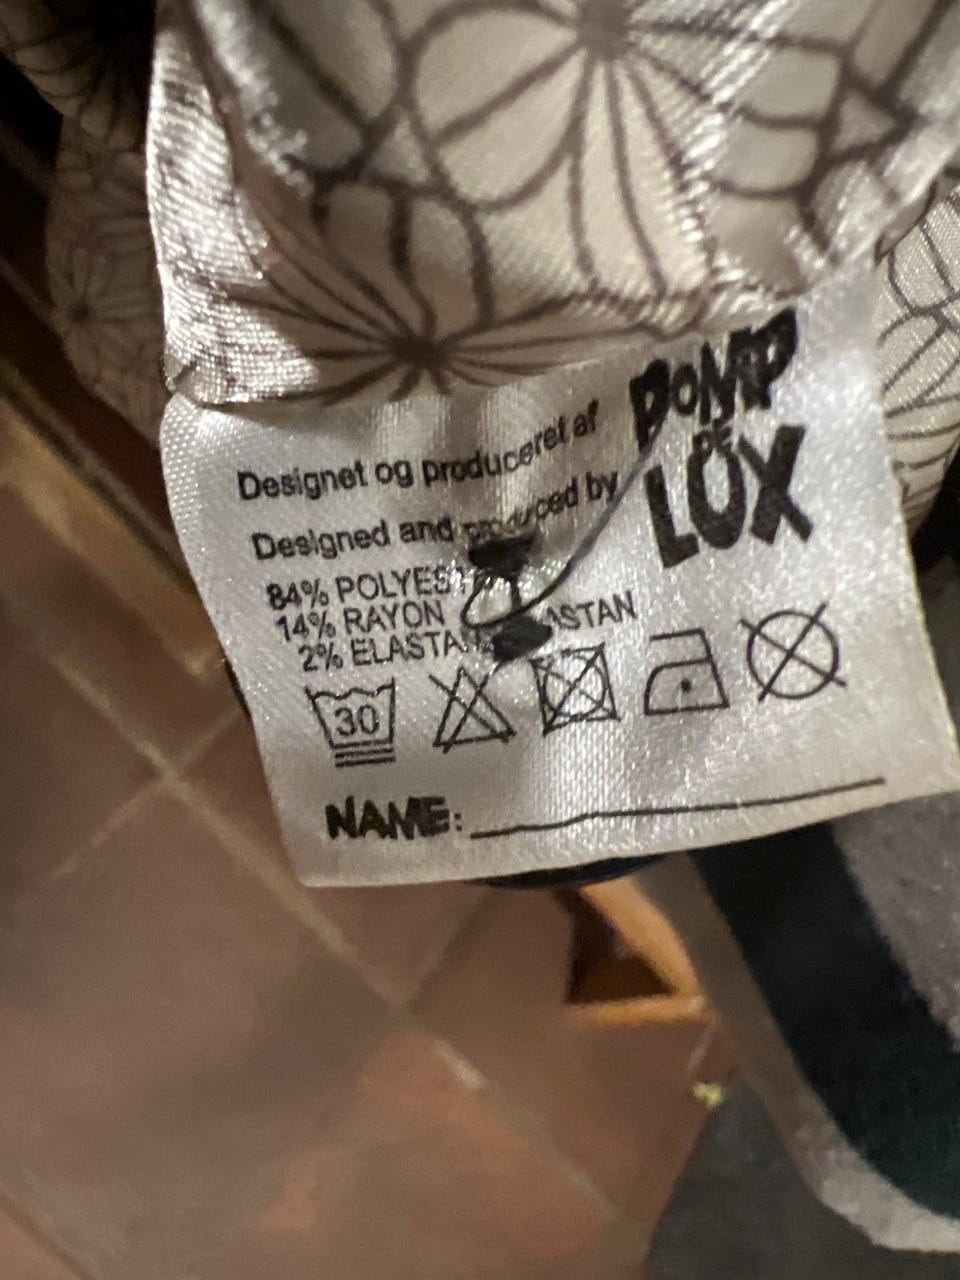 Designet og produceret af
POMP
DE
LUX
Designed and produced by
84% POLYEST
14% RAYON
2% ELASTA ASTAN
30
NAME: